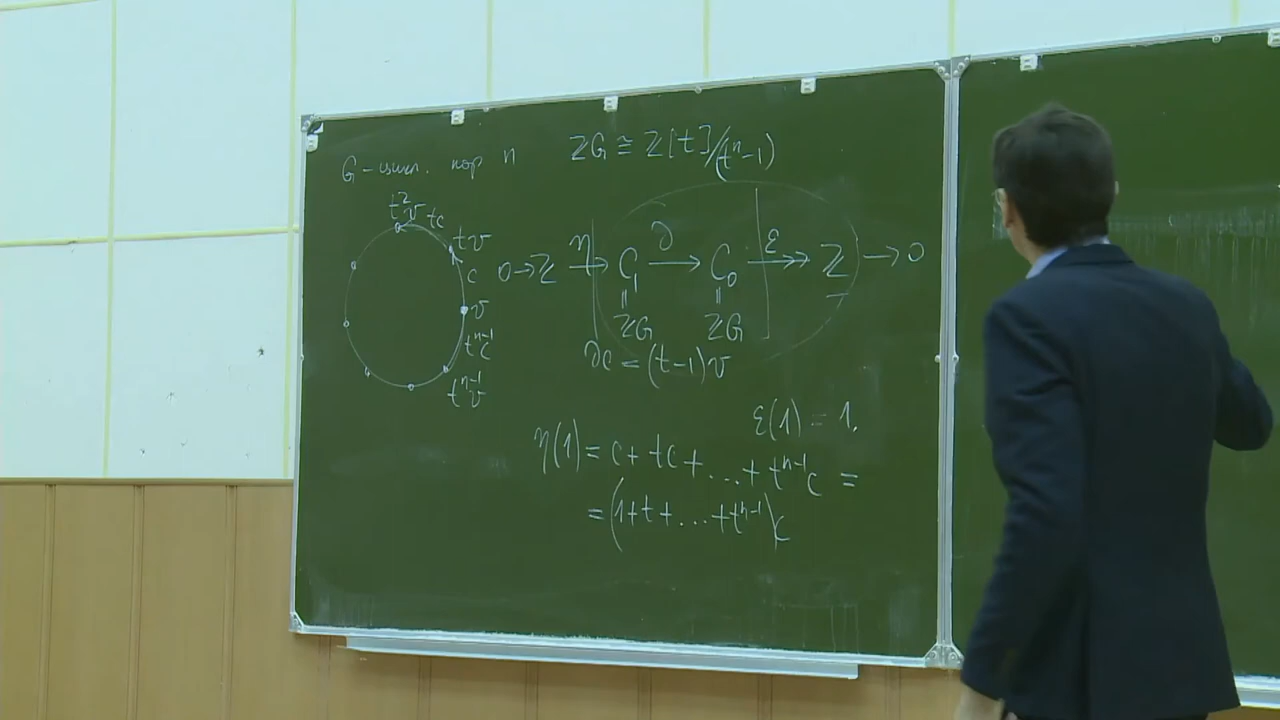 G – цикл. пор n ZG ≅ Z[t]/(tⁿ-1)
t²v tc
tv
c
v
tⁿ⁻¹c
tⁿ⁻¹v
0 → Z —η→ C₁ —∂→ C₀ —ε↠ Z → 0
‖ ‖
ZG ZG
∂c = (t-1)v
ε(1) = 1.
η(1) = c + tc + ... + tⁿ⁻¹c =
= (1+t+...+tⁿ⁻¹)c